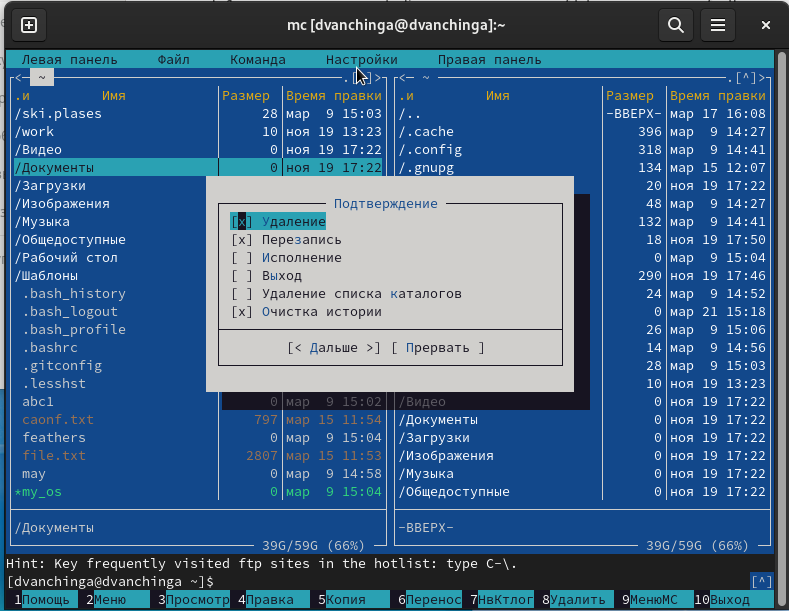 mc [dvanchinga@dvanchinga]:~
Левая панель Файл Команда Настройки Правая панель
<─ ~ .[^]> <─ ~ .[^]>
.и Имя Размер Время правки .и Имя Размер Время правки
/ski.plases 28 мар 9 15:03 /.. -ВВЕРХ- мар 17 16:08
/work 10 ноя 19 13:23 /.cache 396 мар 9 14:27
/Видео 0 ноя 19 17:22 /.config 318 мар 9 14:41
/Документы 0 ноя 19 17:22 /.gnupg 134 мар 15 12:07
/Загрузки 20 ноя 19 17:22
/Изображения Подтверждение 48 мар 9 14:27
/Музыка [x] Удаление 132 мар 9 14:41
/Общедоступные [x] Перезапись 18 ноя 19 17:50
/Рабочий стол [ ] Исполнение 0 мар 9 15:04
/Шаблоны [ ] Выход 290 ноя 19 17:46
.bash_history [ ] Удаление списка каталогов 24 мар 9 14:52
.bash_logout [x] Очистка истории 0 мар 21 15:18
.bash_profile 26 мар 9 15:06
.bashrc [< Дальше >] [ Прервать ] 14 мар 9 14:56
.gitconfig 28 мар 9 15:03
.lesshst 10 ноя 19 13:23
abc1 0 мар 9 15:02 /Видео 0 ноя 19 17:22
caonf.txt 797 мар 15 11:54 /Документы 0 ноя 19 17:22
feathers 0 мар 9 15:04 /Загрузки 0 ноя 19 17:22
file.txt 2807 мар 15 11:53 /Изображения 0 ноя 19 17:22
may 0 мар 9 14:58 /Музыка 0 ноя 19 17:22
*my_os 0 мар 9 15:04 /Общедоступные 0 ноя 19 17:22
/Документы -ВВЕРХ-
39G/59G (66%) 39G/59G (66%)
Hint: Key frequently visited ftp sites in the hotlist: type C-\.
[dvanchinga@dvanchinga ~]$ [^]
1Помощь 2Меню 3Просмотр 4Правка 5Копия 6Перенос 7НвКтлог 8Удалить 9МенюMC 10Выход